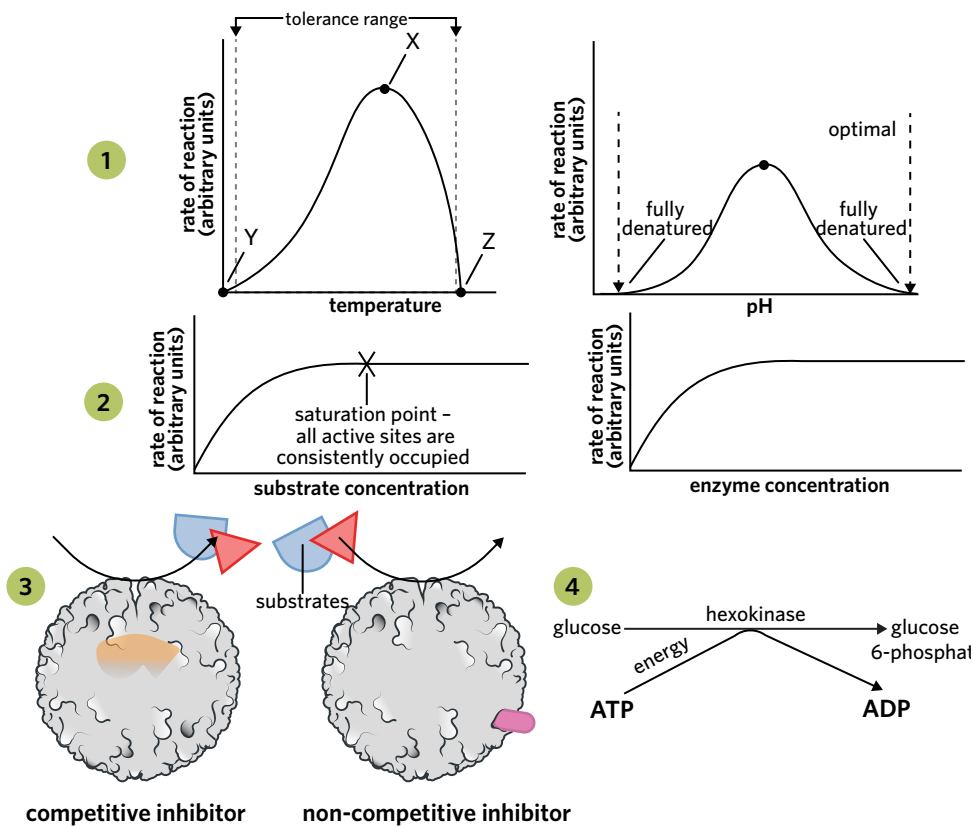 tolerance range
X
1
rate of reaction
(arbitrary units)
Y
Z
temperature
rate of reaction
(arbitrary units)
optimal
fully
denatured
fully
denatured
pH
2
rate of reaction
(arbitrary units)
saturation point –
all active sites are
consistently occupied
substrate concentration
rate of reaction
(arbitrary units)
enzyme concentration
3
substrates
competitive inhibitor
non-competitive inhibitor
4
hexokinase
glucose
glucose
6-phosphat
energy
ATP
ADP